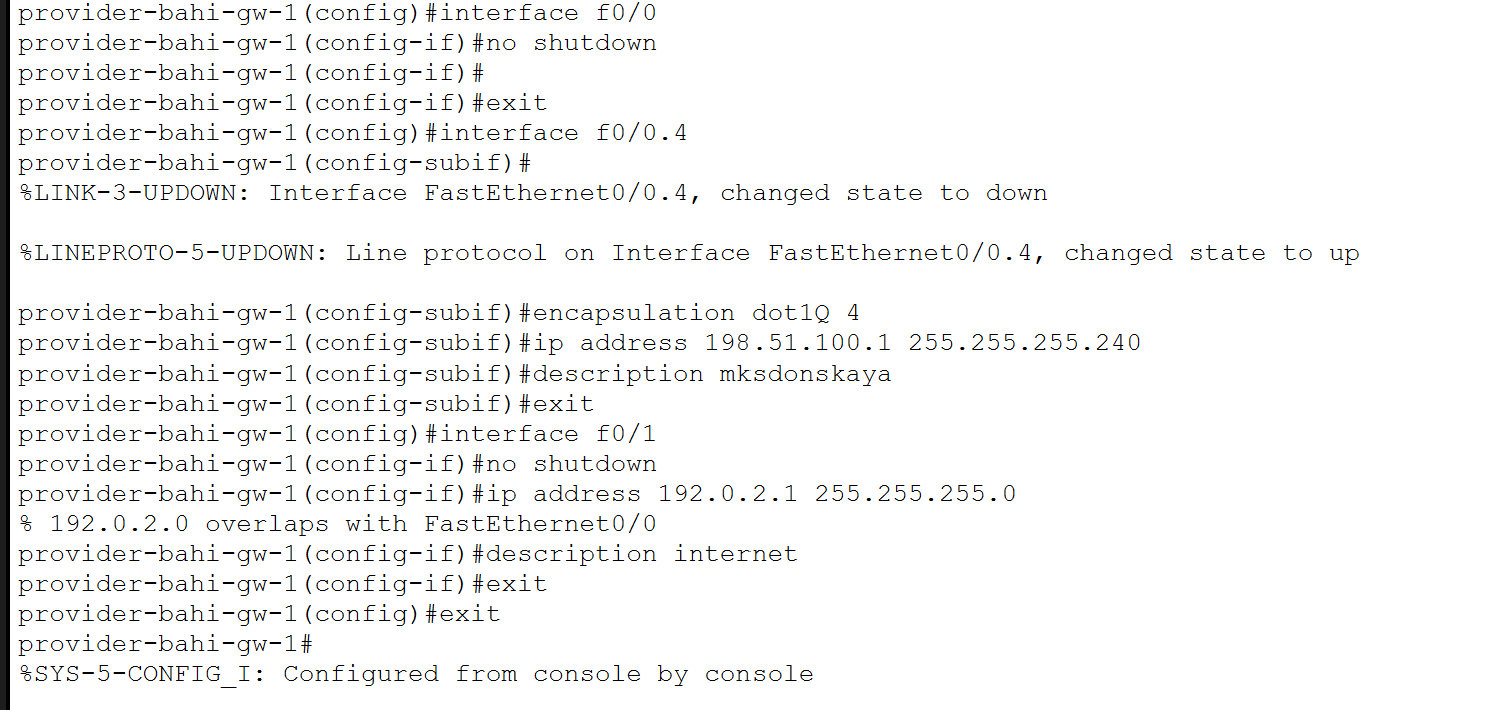 provider-bahi-gw-1(config)#interface f0/0
provider-bahi-gw-1(config-if)#no shutdown
provider-bahi-gw-1(config-if)#
provider-bahi-gw-1(config-if)#exit
provider-bahi-gw-1(config)#interface f0/0.4
provider-bahi-gw-1(config-subif)#
%LINK-3-UPDOWN: Interface FastEthernet0/0.4, changed state to down
%LINEPROTO-5-UPDOWN: Line protocol on Interface FastEthernet0/0.4, changed state to up
provider-bahi-gw-1(config-subif)#encapsulation dot1Q 4
provider-bahi-gw-1(config-subif)#ip address 198.51.100.1 255.255.255.240
provider-bahi-gw-1(config-subif)#description mksdonskaya
provider-bahi-gw-1(config-subif)#exit
provider-bahi-gw-1(config)#interface f0/1
provider-bahi-gw-1(config-if)#no shutdown
provider-bahi-gw-1(config-if)#ip address 192.0.2.1 255.255.255.0
% 192.0.2.0 overlaps with FastEthernet0/0
provider-bahi-gw-1(config-if)#description internet
provider-bahi-gw-1(config-if)#exit
provider-bahi-gw-1(config)#exit
provider-bahi-gw-1#
%SYS-5-CONFIG_I: Configured from console by console